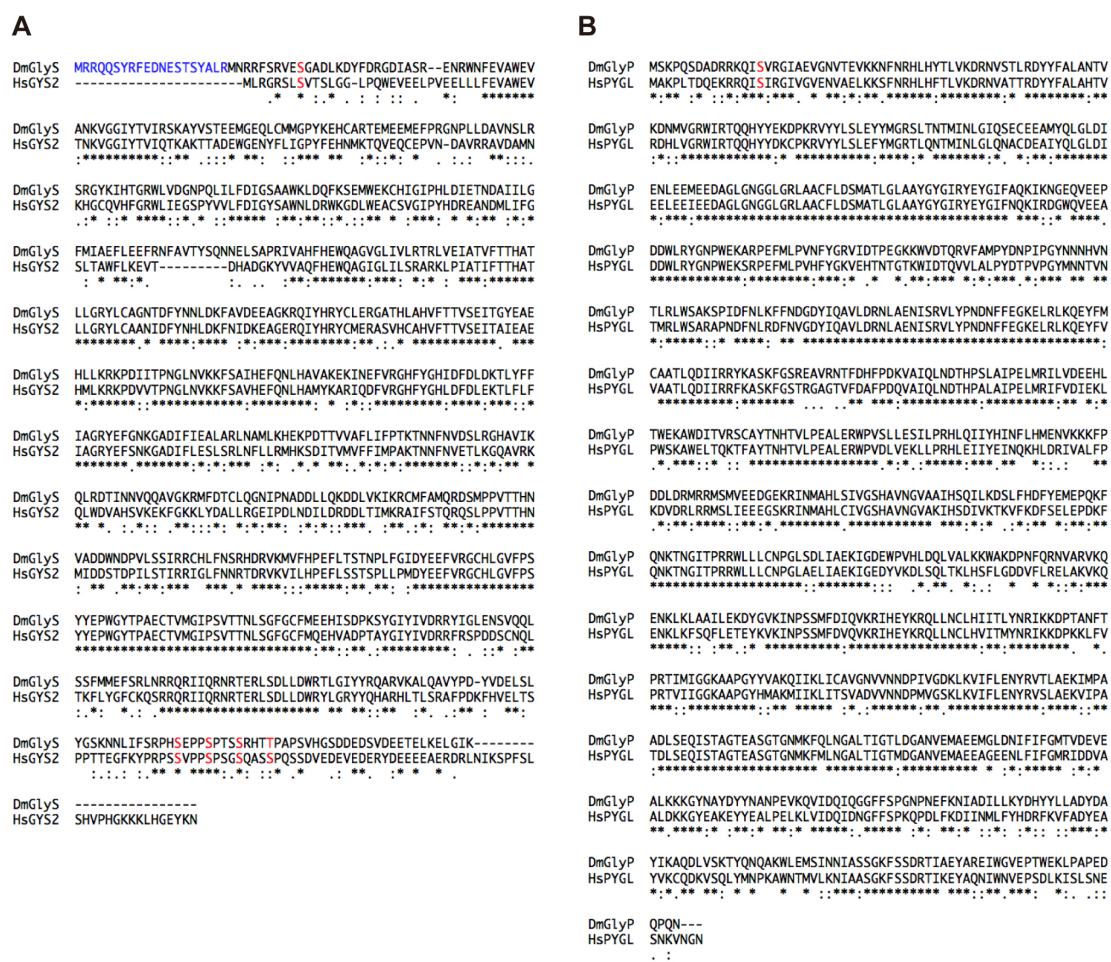 A
DmGlyS MRRQQSYRFEDNESTSYALRMNRRFSRVESGADLKDYFDRGDIASR--ENRWNFEVAWEV
HsGYS2 ----------------------MLRGRSLSVTSLGG-LPQWEVEELPVEELLLFEVAWEV
DmGlyS ANKVGGIYTVIRSKAYVSTEEMGEQLCMMGPYKEHCARTEMEEMEFPRGNPLLDAVNSLR
HsGYS2 TNKVGGIYTVIQTKAKTTADEWGENYFLIGPYFEHNMKTQVEQCEPVN-DAVRRAVDAMN
DmGlyS SRGYKIHTGRWLVDGNPQLILFDIGSAAWKLDQFKSEMWEKCHIGIPHLDIETNDAIILG
HsGYS2 KHGCQVHFGRWLIEGSPYVVLFDIGYSAWNLDRWKGDLWEACSVGIPYHDREANDMLIFG
DmGlyS FMIAEFLEEFRNFAVTYSQNNELSAPRIVAHFHEWQAGVGLIVLRTRLVEIATVFTTHAT
HsGYS2 SLTAWFLKEVT---------DHADGKYVVAQFHEWQAGIGLILSRARKLPIATIFTTHAT
DmGlyS LLGRYLCAGNTDFYNNLDKFAVDEEAGKRQIYHRYCLERGATHLAHVFTTVSEITGYEAE
HsGYS2 LLGRYLCAANIDFYNHLDKFNIDKEAGERQIYHRYCMERASVHCAHVFTTVSEITAIEAE
DmGlyS HLLKRKPDIITPNGLNVKKFSAIHEFQNLHAVAKEKINEFVRGHFYGHIDFDLDKTLYFF
HsGYS2 HMLKRKPDVVTPNGLNVKKFSAVHEFQNLHAMYKARIQDFVRGHFYGHLDFDLEKTLFLF
DmGlyS IAGRYEFGNKGADIFIEALARLNAMLKHEKPDTTVVAFLIFPTKTNNFNVDSLRGHAVIK
HsGYS2 IAGRYEFSNKGADIFLESLSRLNFLLRMHKSDITVMVFFIMPAKTNNFNVETLKGQAVRK
DmGlyS QLRDTINNVQQAVGKRMFDTCLQGNIPNADDLLQKDDLVKIKRCMFAMQRDSMPPVTTHN
HsGYS2 QLWDVAHSVKEKFGKKLYDALLRGEIPDLNDILDRDDLTIMKRAIFSTQRQSLPPVTTHN
DmGlyS VADDWNDPVLSSIRRCHLFNSRHDRVKMVFHPEFLTSTNPLFGIDYEEFVRGCHLGVFPS
HsGYS2 MIDDSTDPILSTIRRIGLFNNRTDRVKVILHPEFLSSTSPLLPMDYEEFVRGCHLGVFPS
DmGlyS YYEPWGYTPAECTVMGIPSVTTNLSGFGCFMEEHISDPKSYGIYIVDRRYIGLENSVQQL
HsGYS2 YYEPWGYTPAECTVMGIPSVTTNLSGFGCFMQEHVADPTAYGIYIVDRRFRSPDDSCNQL
DmGlyS SSFMMEFSRLNRRQRIIQRNRTERLSDLLDWRTLGIYYRQARVKALQAVYPD-YVDELSL
HsGYS2 TKFLYGFCKQSRRQRIIQRNRTERLSDLLDWRYLGRYYQHARHLTLSRAFPDKFHVELTS
DmGlyS YGSKNNLIFSRPHSEPPSPTSSRHTTPAPSVHGSDDEDSVDEETELKELGIK--------
HsGYS2 PPTTEGFKYPRPSSVPPSPSGSQASSPQSSDVEDEVEDERYDEEEEAERDRLNIKSPFSL
DmGlyS ----------------
HsGYS2 SHVPHGKKKLHGEYKN
B
DmGlyP MSKPQSDADRRKQISVRGIAEVGNVTEVKKNFNRHLHYTLVKDRNVSTLRDYYFALANTV
HsPYGL MAKPLTDQEKRRQISIRGIVGVENVAELKKSFNRHLHFTLVKDRNVATTRDYYFALAHTV
DmGlyP KDNMVGRWIRTQQHYYEKDPKRVYYLSLEYYMGRSLTNTMINLGIQSECEEAMYQLGLDI
HsPYGL RDHLVGRWIRTQQHYYDKCPKRVYYLSLEFYMGRTLQNTMINLGLQNACDEAIYQLGLDI
DmGlyP ENLEEMEEDAGLGNGGLGRLAACFLDSMATLGLAAYGYGIRYEYGIFAQKIKNGEQVEEP
HsPYGL EELEEIEEDAGLGNGGLGRLAACFLDSMATLGLAAYGYGIRYEYGIFNQKIRDGWQVEEA
DmGlyP DDWLRYGNPWEKARPEFMLPVNFYGRVIDTPEGKKWVDTQRVFAMPYDNPIPGYNNNHVN
HsPYGL DDWLRYGNPWEKSRPEFMLPVHFYGKVEHTNTGTKWIDTQVVLALPYDTPVPGYMNNTVN
DmGlyP TLRLWSAKSPIDFNLKFFNDGDYIQAVLDRNLAENISRVLYPNDNFFEGKELRLKQEYFM
HsPYGL TMRLWSARAPNDFNLRDFNVGDYIQAVLDRNLAENISRVLYPNDNFFEGKELRLKQEYFV
DmGlyP CAATLQDIIRRYKASKFGSREAVRNTFDHFPDKVAIQLNDTHPSLAIPELMRILVDEEHL
HsPYGL VAATLQDIIRRFKASKFGSTRGAGTVFDAFPDQVAIQLNDTHPALAIPELMRIFVDIEKL
DmGlyP TWEKAWDITVRSCAYTNHTVLPEALERWPVSLLESILPRHLQIIYHINFLHMENVKKKFP
HsPYGL PWSKAWELTQKTFAYTNHTVLPEALERWPVDLVEKLLPRHLEIIYEINQKHLDRIVALFP
DmGlyP DDLDRMRRMSMVEEDGEKRINMAHLSIVGSHAVNGVAAIHSQILKDSLFHDFYEMEPQKF
HsPYGL KDVDRLRRMSLIEEEGSKRINMAHLCIVGSHAVNGVAKIHSDIVKTKVFKDFSELEPDKF
DmGlyP QNKTNGITPRRWLLLCNPGLSDLIAEKIGDEWPVHLDQLVALKKWAKDPNFQRNVARVKQ
HsPYGL QNKTNGITPRRWLLLCNPGLAELIAEKIGEDYVKDLSQLTKLHSFLGDDVFLRELAKVKQ
DmGlyP ENKLKLAAILEKDYGVKINPSSMFDIQVKRIHEYKRQLLNCLHIITLYNRIKKDPTANFT
HsPYGL ENKLKFSQFLETEYKVKINPSSMFDVQVKRIHEYKRQLLNCLHVITMYNRIKKDPKKLFV
DmGlyP PRTIMIGGKAAPGYYVAKQIIKLICAVGNVVNNDPIVGDKLKVIFLENYRVTLAEKIMPA
HsPYGL PRTVIIGGKAAPGYHMAKMIIKLITSVADVVNNDPMVGSKLKVIFLENYRVSLAEKVIPA
DmGlyP ADLSEQISTAGTEASGTGNMKFQLNGALTIGTLDGANVEMAEEMGLDNIFIFGMTVDEVE
HsPYGL TDLSEQISTAGTEASGTGNMKFMLNGALTIGTMDGANVEMAEEAGEENLFIFGMRIDDVA
DmGlyP ALKKKGYNAYDYYNANPEVKQVIDQIQGGFFSPGNPNEFKNIADILLKYDHYYLLADYDA
HsPYGL ALDKKGYEAKEYYEALPELKLVIDQIDNGFFSPKQPDLFKDIINMLFYHDRFKVFADYEA
DmGlyP YIKAQDLVSKTYQNQAKWLEMSINNIASSGKFSSDRTIAEYAREIWGVEPTWEKLPAPED
HsPYGL YVKCQDKVSQLYMNPKAWNTMVLKNIAASGKFSSDRTIKEYAQNIWNVEPSDLKISLSNE
DmGlyP QPQN---
HsPYGL SNKVNGN